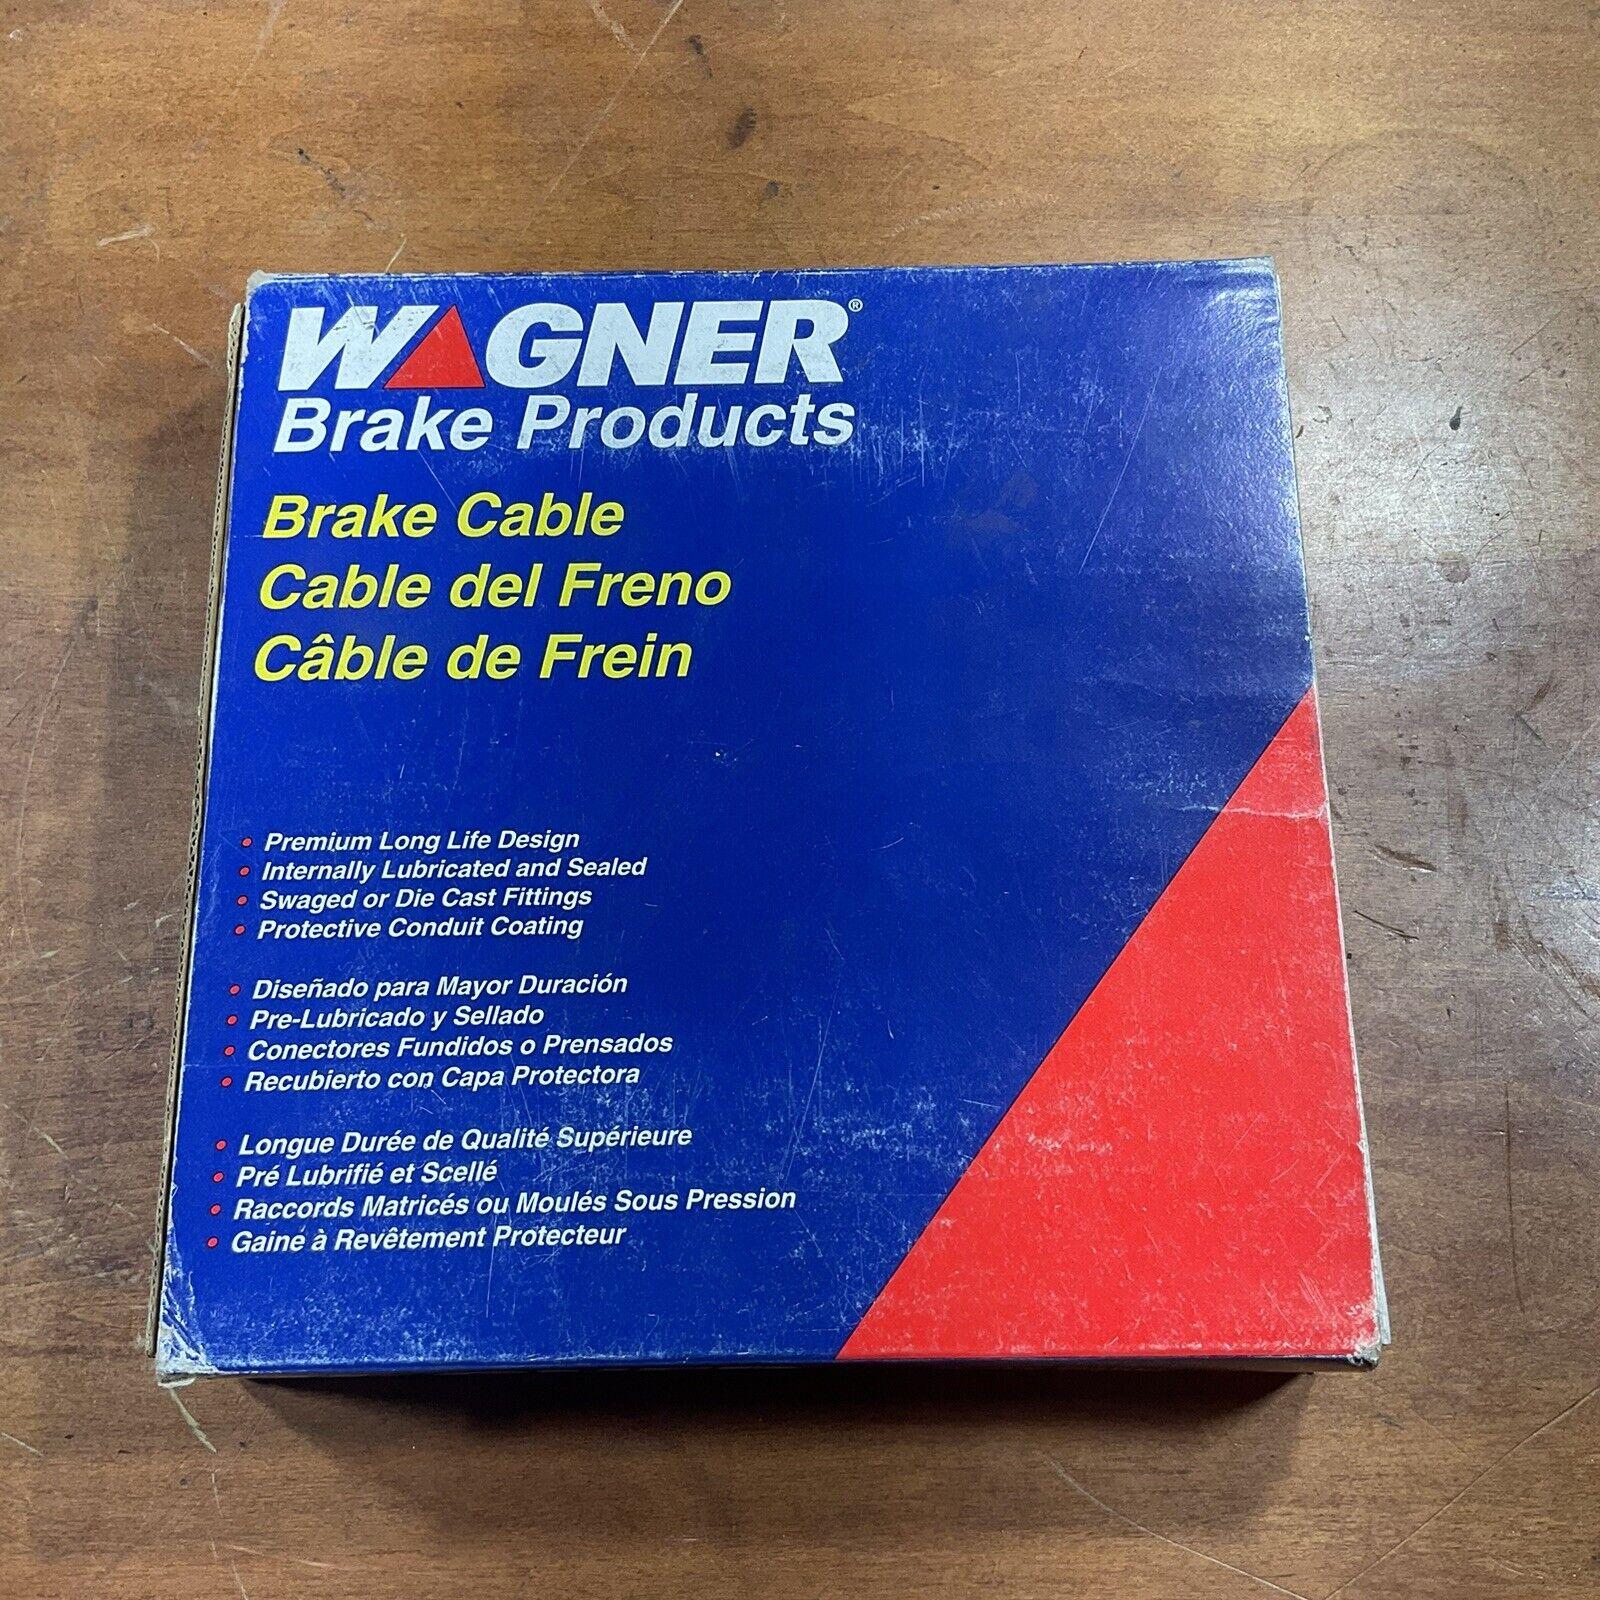 WAGNER®
Brake Products
Brake Cable
Cable del Freno
Câble de Frein
• Premium Long Life Design
• Internally Lubricated and Sealed
• Swaged or Die Cast Fittings
• Protective Conduit Coating
• Diseñado para Mayor Duración
• Pre-Lubricado y Sellado
• Conectores Fundidos o Prensados
• Recubierto con Capa Protectora
• Longue Durée de Qualité Supérieure
• Pré Lubrifié et Scellé
• Raccords Matricés ou Moulés Sous Pression
• Gainé à Revêtement Protecteur